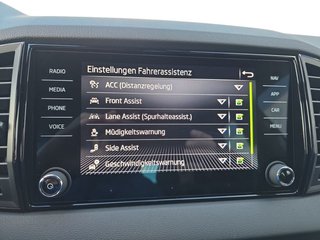 RADIO
MEDIA
PHONE
VOICE
Einstellungen Fahrerassistenz
ACC (Distanzregelung)
Front Assist
Lane Assist (Spurhalteassist.)
Müdigkeitswarnung
Side Assist
Geschwindigkeitswarnung
NAV
APP
CAR
MENU